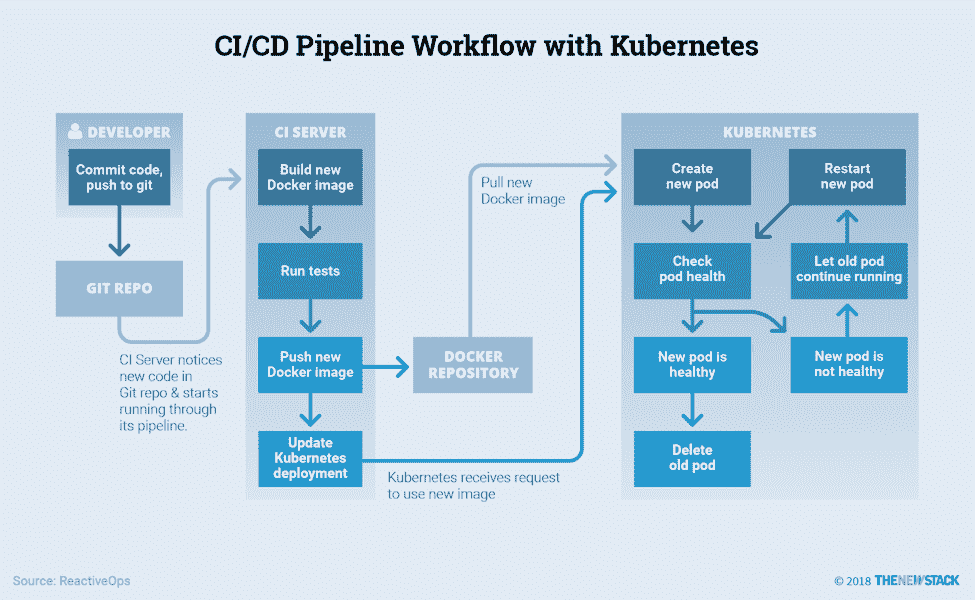 CI/CD Pipeline Workflow with Kubernetes
DEVELOPER
Commit code,
push to git
GIT REPO
CI Server notices
new code in
Git repo & starts
running through
its pipeline.
CI SERVER
Build new
Docker image
Run tests
Push new
Docker image
Update
Kubernetes
deployment
DOCKER
REPOSITORY
Pull new
Docker image
Kubernetes receives request
to use new image
KUBERNETES
Create
new pod
Restart
new pod
Check
pod health
Let old pod
continue running
New pod is
healthy
New pod is
not healthy
Delete
old pod
Source: ReactiveOps
© 2018 THENEWSTACK